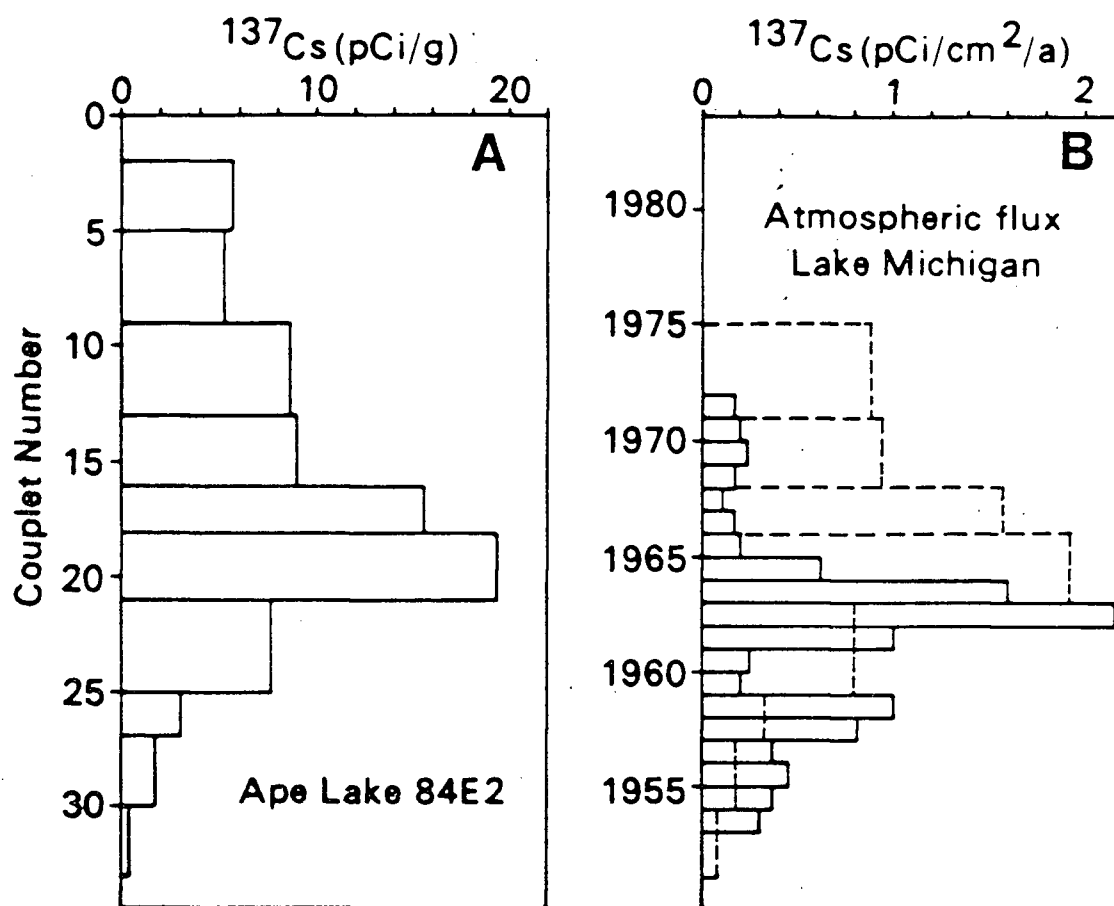 ¹³⁷Cs (pCi/g)
0 10 20
A
0
5
10
15
20
25
30
Couplet Number
Ape Lake 84E2
¹³⁷Cs (pCi/cm²/a)
0 1 2
B
Atmospheric flux
Lake Michigan
1980
1975
1970
1965
1960
1955